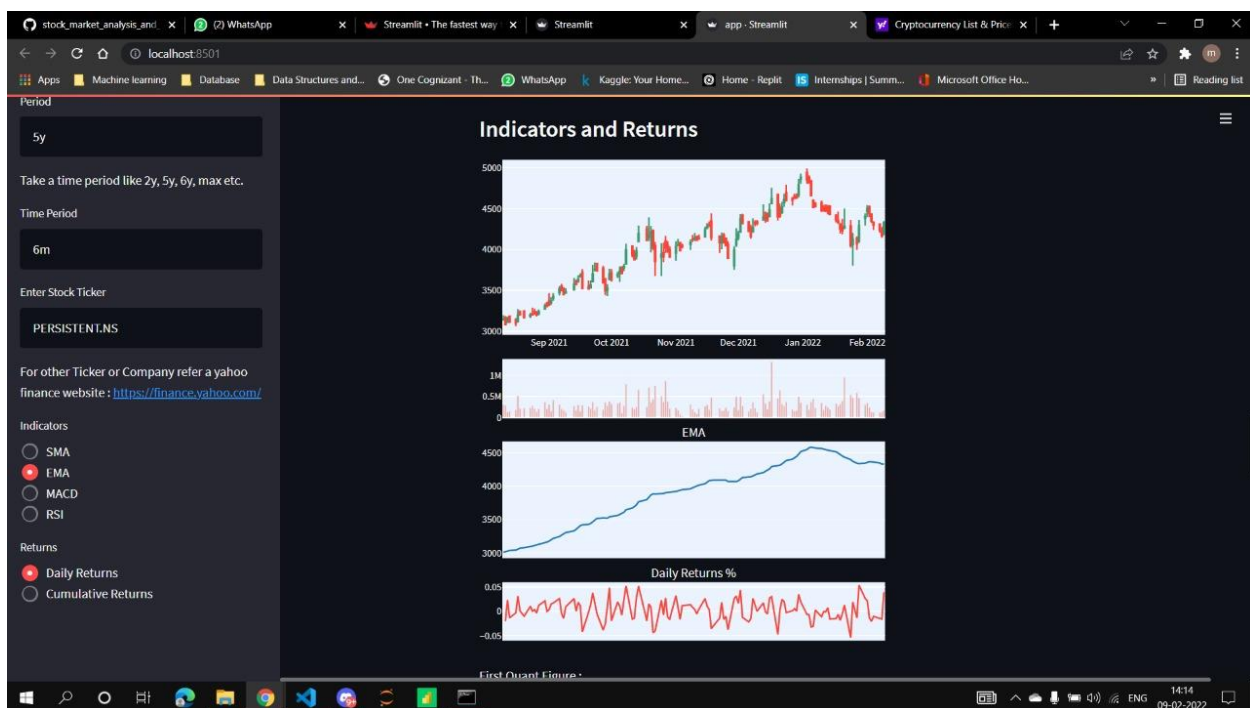 stock_market_analysis_and
(2) WhatsApp
Streamlit • The fastest way
Streamlit
app · Streamlit
Cryptocurrency List & Price
localhost:8501
m
Apps
Machine learning
Database
Data Structures and...
One Cognizant - Th...
WhatsApp
Kaggle: Your Home...
Home - Replit
IS
Internships | Summ...
Microsoft Office Ho...
»
Reading list
Period
5y
Take a time period like 2y, 5y, 6y, max etc.
Time Period
6m
Enter Stock Ticker
PERSISTENT.NS
For other Ticker or Company refer a yahoo
finance website : https://finance.yahoo.com/
Indicators
SMA
EMA
MACD
RSI
Returns
Daily Returns
Cumulative Returns
Indicators and Returns
5000
4500
4000
3500
3000
Sep 2021 Oct 2021 Nov 2021 Dec 2021 Jan 2022 Feb 2022
1M
0.5M
0
EMA
4500
4000
3500
3000
Daily Returns %
0.05
0
−0.05
First Quant Figure :
ENG
14:14
09-02-2022